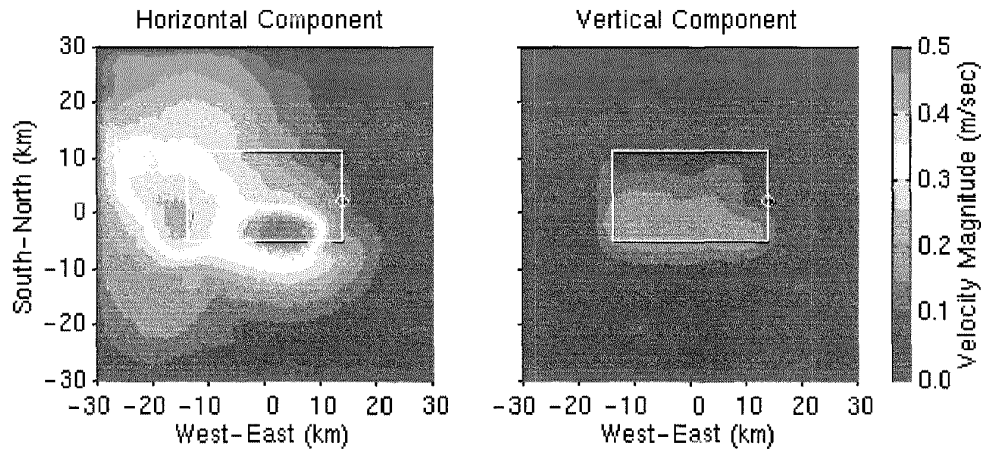 Horizontal Component
Vertical Component
30
20
10
0
-10
-20
-30
South-North (km)
-30 -20 -10 0 10 20 30
West-East (km)
-30 -20 -10 0 10 20 30
West-East (km)
0.5
0.4
0.3
0.2
0.1
0.0
Velocity Magnitude (m/sec)